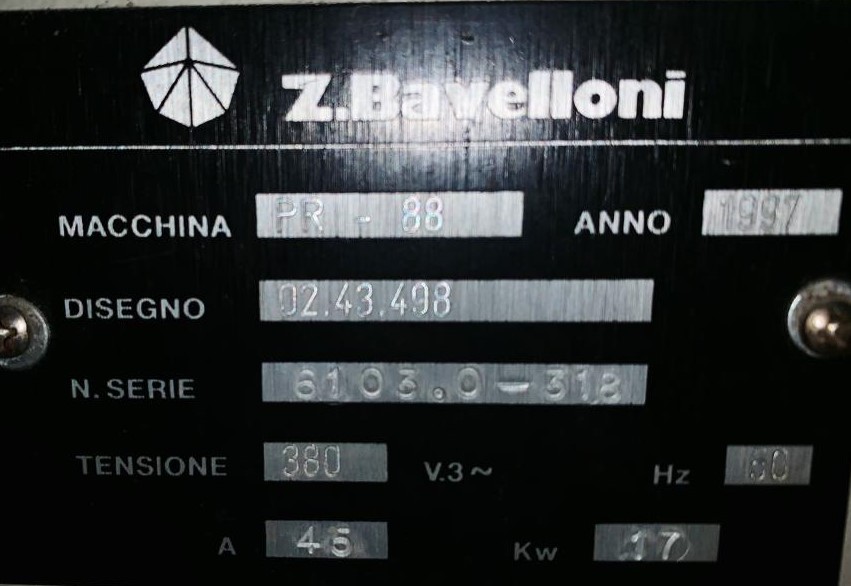 Z.Bavelloni
MACCHINA PR - 88 ANNO 1997
DISEGNO 02.43.498
N. SERIE 6103.0-318
TENSIONE 380 V.3~ Hz
A 45 Kw 17